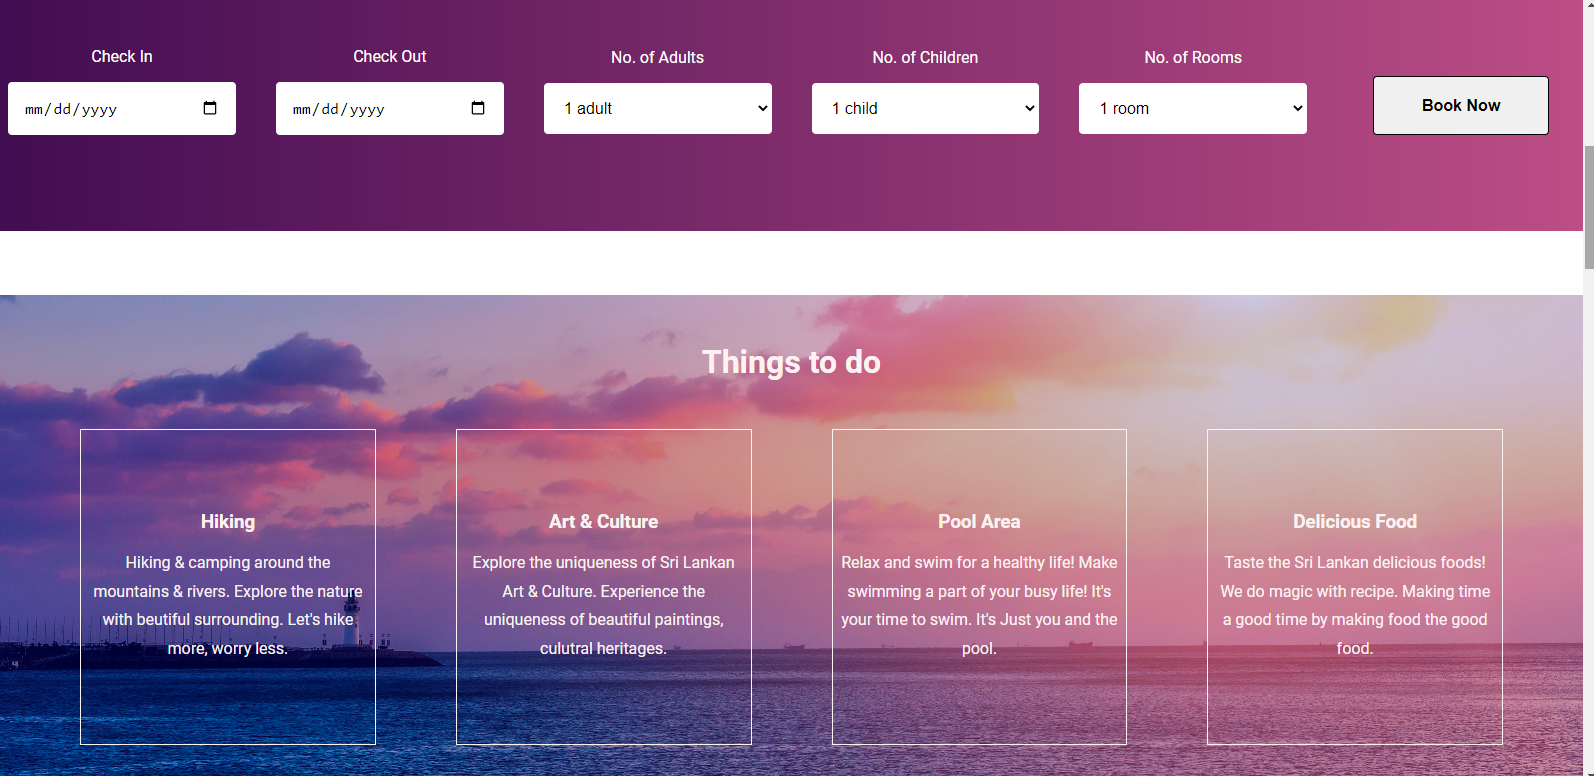 Check In
Check Out
No. of Adults
No. of Children
No. of Rooms
mm/dd/yyyy
mm/dd/yyyy
1 adult
1 child
1 room
Book Now
Things to do
Hiking
Hiking & camping around the
mountains & rivers. Explore the nature
with beutiful surrounding. Let's hike
more, worry less.
Art & Culture
Explore the uniqueness of Sri Lankan
Art & Culture. Experience the
uniqueness of beautiful paintings,
culutral heritages.
Pool Area
Relax and swim for a healthy life! Make
swimming a part of your busy life! It's
your time to swim. It's Just you and the
pool.
Delicious Food
Taste the Sri Lankan delicious foods!
We do magic with recipe. Making time
a good time by making food the good
food.